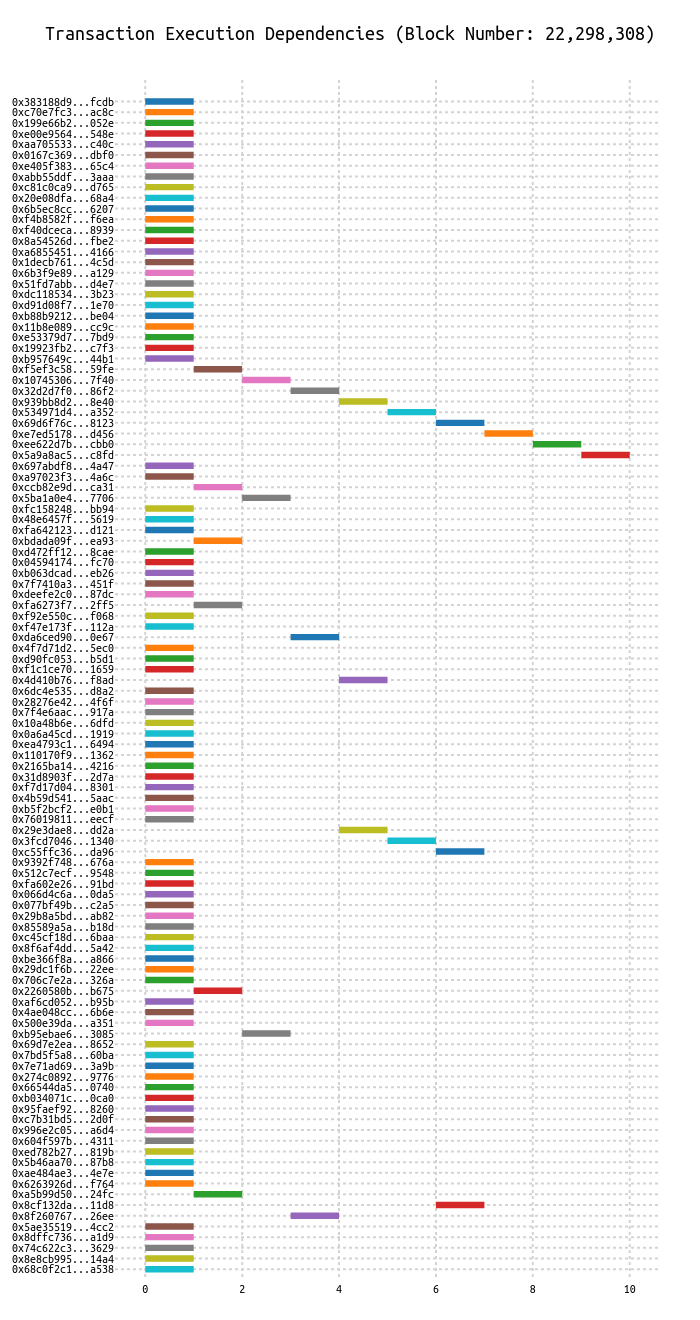 Transaction Execution Dependencies (Block Number: 22,298,308)
0x383188d9...fcdb
0xc70e7fc3...ac8c
0x199e66b2...052e
0xe00e9564...548e
0xaa705533...c40c
0x0167c369...dbf0
0xe405f383...65c4
0xabb55ddf...3aaa
0xc81c0ca9...d765
0x20e08dfa...68a4
0x6b5ec8cc...6207
0xf4b8582f...f6ea
0xf40dceca...8939
0x8a54526d...fbe2
0xa6855451...4166
0x1decb761...4c5d
0x6b3f9e89...a129
0x51fd7abb...d4e7
0xdc118534...3b23
0xd91d08f7...1e70
0xb88b9212...be04
0x11b8e089...cc9c
0xe53379d7...7bd9
0x19923fb2...c7f3
0xb957649c...44b1
0xf5ef3c58...59fe
0x10745306...7f40
0x32d2d7f0...86f2
0x939bb8d2...8e40
0x534971d4...a352
0x69d6f76c...8123
0xe7ed5178...d456
0xee622d7b...cbb0
0x5a9a8ac5...c8fd
0x697abdf8...4a47
0xa97023f3...4a6c
0xccb82e9d...ca31
0x5ba1a0e4...7706
0xfc158248...bb94
0x48e6457f...5619
0xfa642123...d121
0xbdada09f...ea93
0xd472ff12...8cae
0x04594174...fc70
0xb063dcad...eb26
0x7f7410a3...451f
0xdeefe2c0...87dc
0xfa6273f7...2ff5
0xf92e550c...f068
0xf47e173f...112a
0xda6ced90...0e67
0x4f7d71d2...5ec0
0xd90fc053...b5d1
0xf1c1ce70...1659
0x4d410b76...f8ad
0x6dc4e535...d8a2
0x28276e42...4f6f
0x7f4e6aac...917a
0x10a48b6e...6dfd
0x0a6a45cd...1919
0xea4793c1...6494
0x110170f9...1362
0x2165ba14...4216
0x31d8903f...2d7a
0xf7d17d04...8301
0x4b59d541...5aac
0xb5f2bcf2...e0b1
0x76019811...eecf
0x29e3dae8...dd2a
0x3fcd7046...1340
0xc55ffc36...da96
0x9392f748...676a
0x512c7ecf...9548
0xfa602e26...91bd
0x066d4c6a...0da5
0x077bf49b...c2a5
0x29b8a5bd...ab82
0x85589a5a...b18d
0xc45cf18d...6baa
0x8f6af4dd...5a42
0xbe366f8a...a866
0x29dc1f6b...22ee
0x706c7e2a...326a
0x2260580b...b675
0xaf6cd052...b95b
0x4ae048cc...6b6e
0x500e39da...a351
0xb95ebae6...3085
0x69d7e2ea...8652
0x7bd5f5a8...60ba
0x7e71ad69...3a9b
0x274c0892...9776
0x66544da5...0740
0xb034071c...0ca0
0x95faef92...8260
0xc7b31bd5...2d0f
0x996e2c05...a6d4
0x604f597b...4311
0xed782b27...819b
0x5b46aa70...87b8
0xae484ae3...4e7e
0x6263926d...f764
0xa5b99d50...24fc
0x8cf132da...11d8
0x8f260767...26ee
0x5ae35519...4cc2
0x8dffc736...a1d9
0x74c622c3...3629
0x8e8cb995...14a4
0x68c0f2c1...a538
0 2 4 6 8 10